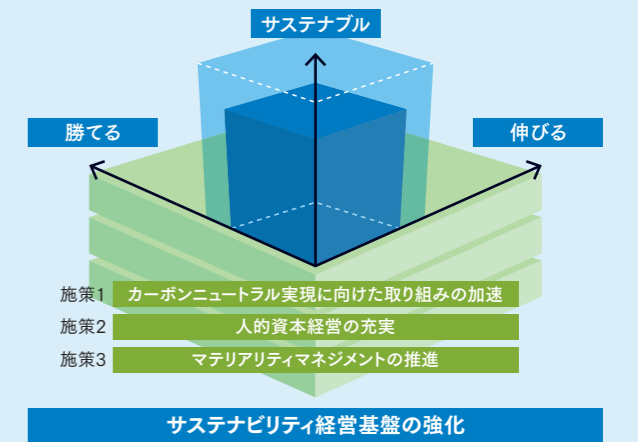 サステナブル
勝てる
伸びる
施策1 カーボンニュートラル実現に向けた取り組みの加速
施策2 人的資本経営の充実
施策3 マテリアリティマネジメントの推進
サステナビリティ経営基盤の強化